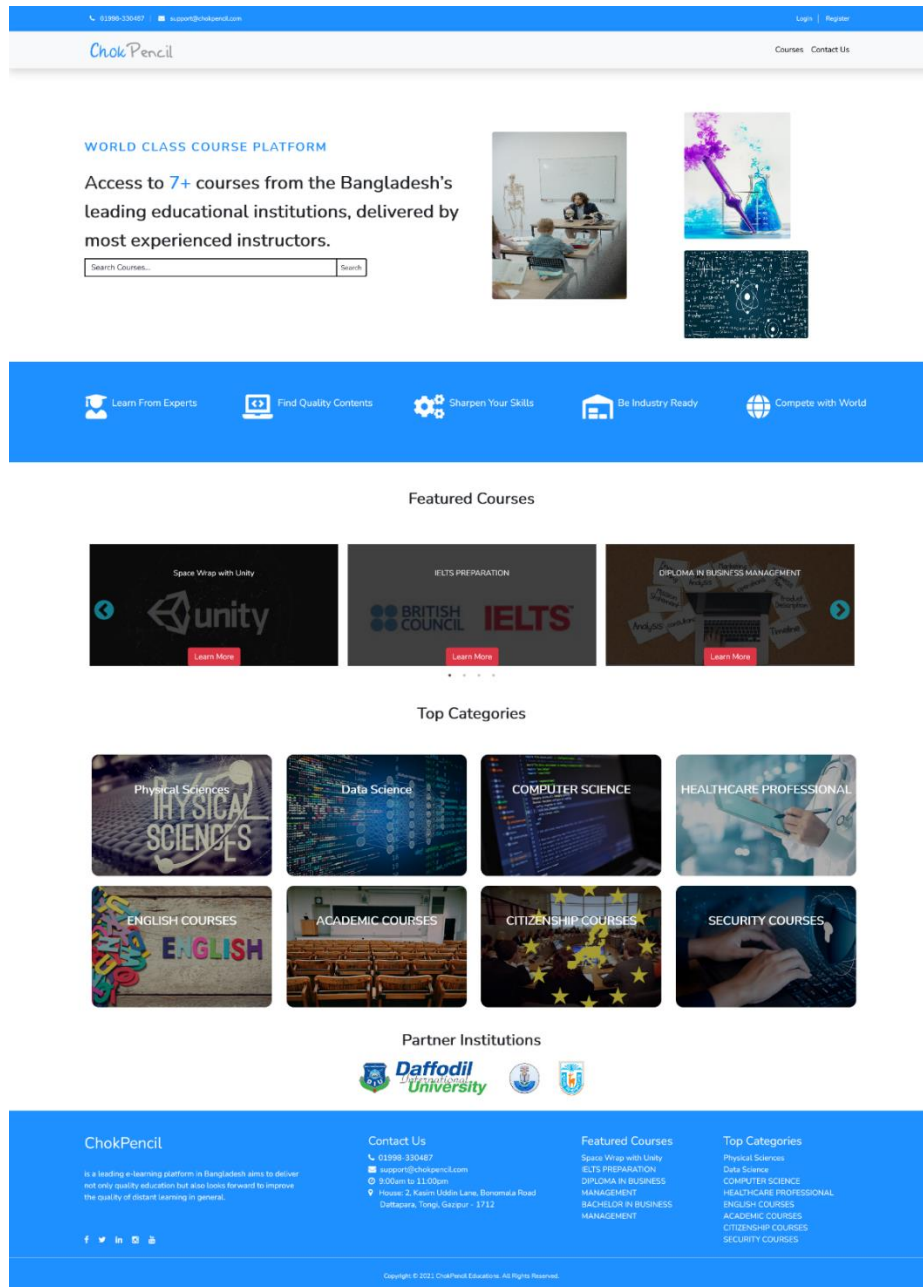 01998-330487 | support@chokpencil.com
Login | Register
ChokPencil
Courses Contact Us
WORLD CLASS COURSE PLATFORM
Access to 7+ courses from the Bangladesh's
leading educational institutions, delivered by
most experienced instructors.
Search Courses...
Search
Learn From Experts
Find Quality Contents
Sharpen Your Skills
Be Industry Ready
Compete with World
Featured Courses
Space Wrap with Unity
unity
Learn More
IELTS PREPARATION
BRITISH
COUNCIL
IELTS™
Learn More
DIPLOMA IN BUSINESS MANAGEMENT
Product
Description
Analysis
Timeline
Learn More
Top Categories
Physical Sciences
PHYSICAL
SCIENCES
Data Science
COMPUTER SCIENCE
HEALTHCARE PROFESSIONAL
ENGLISH COURSES
ENGLISH
ACADEMIC COURSES
CITIZENSHIP COURSES
SECURITY COURSES
Partner Institutions
DIU
Daffodil
International
University
ChokPencil
is a leading e-learning platform in Bangladesh aims to deliver
not only quality education but also looks forward to improve
the quality of distant learning in general.
Contact Us
01998-330487
support@chokpencil.com
9:00am to 11:00pm
House: 2, Kasim Uddin Lane, Bonomala Road
Dattapara, Tongi, Gazipur - 1712
Featured Courses
Space Wrap with Unity
IELTS PREPARATION
DIPLOMA IN BUSINESS
MANAGEMENT
BACHELOR IN BUSINESS
MANAGEMENT
Top Categories
Physical Sciences
Data Science
COMPUTER SCIENCE
HEALTHCARE PROFESSIONAL
ENGLISH COURSES
ACADEMIC COURSES
CITIZENSHIP COURSES
SECURITY COURSES
Copyright © 2021 ChokPencil Educations. All Rights Reserved.